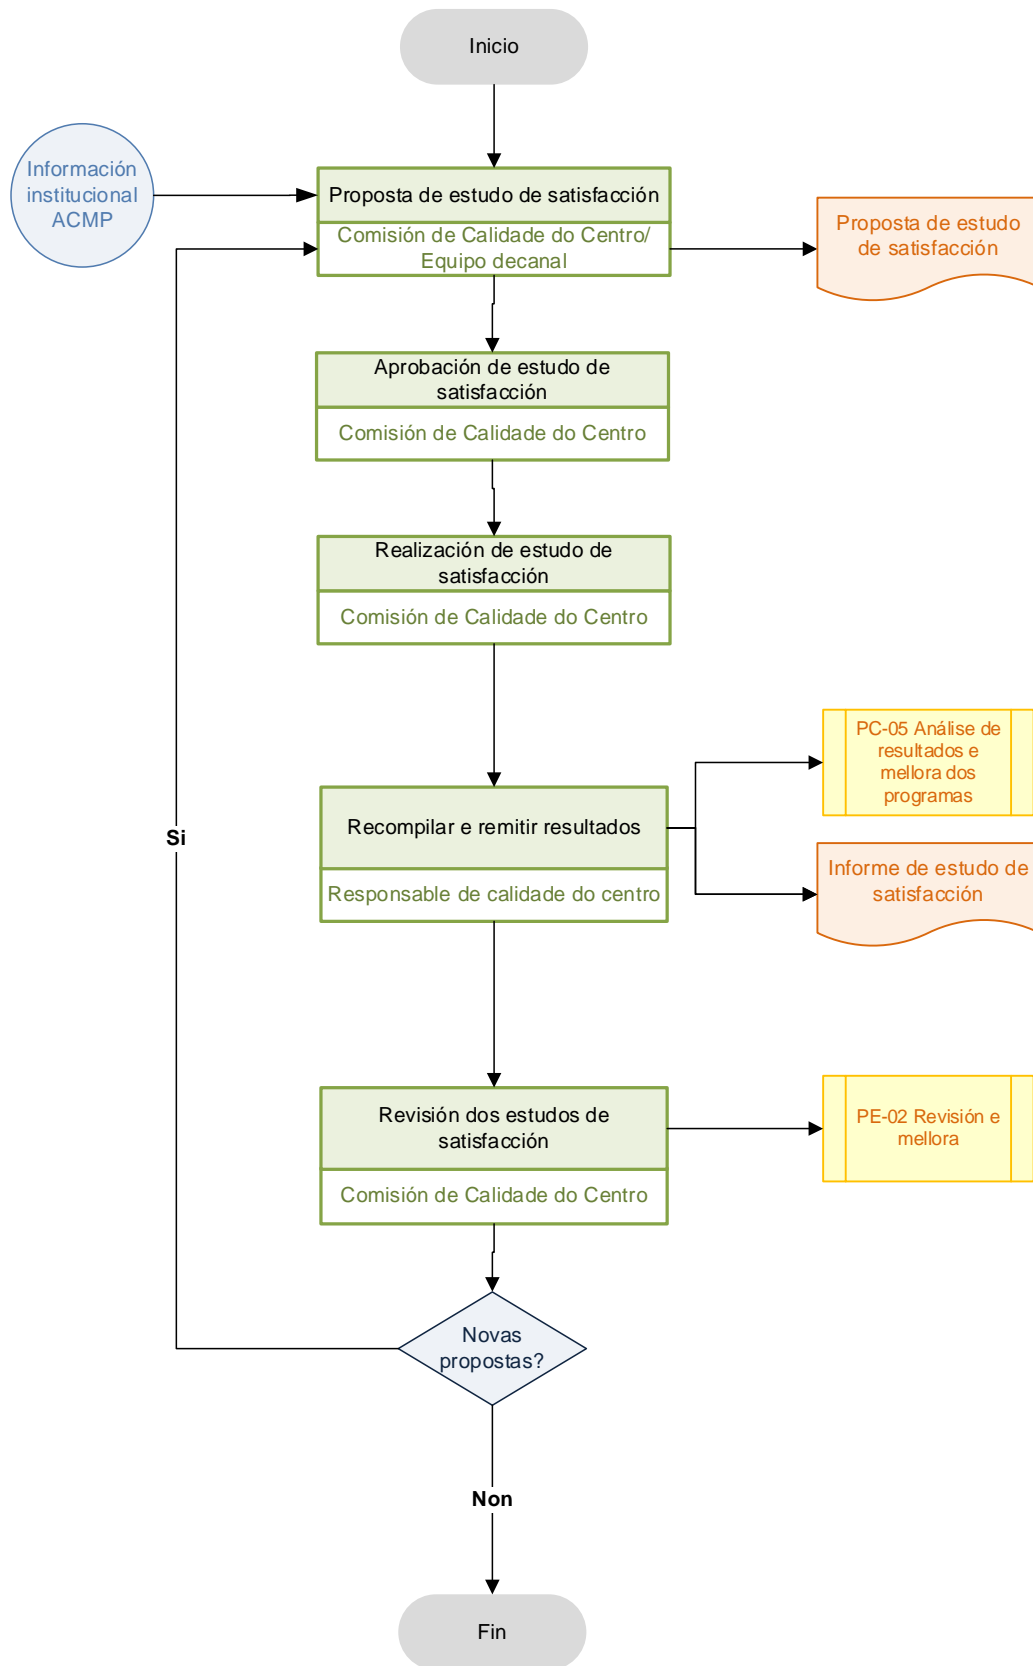 Inicio
Información
institucional
ACMP
Proposta de estudo de satisfacción
Comisión de Calidade do Centro/
Equipo decanal
Proposta de estudo
de satisfacción
Aprobación de estudo de
satisfacción
Comisión de Calidade do Centro
Realización de estudo de
satisfacción
Comisión de Calidade do Centro
PC-05 Análise de
resultados e
mellora dos
programas
Recompilar e remitir resultados
Responsable de calidade do centro
Informe de estudo de
satisfacción
Si
Revisión dos estudos de
satisfacción
Comisión de Calidade do Centro
PE-02 Revisión e
mellora
Novas
propostas?
Non
Fin